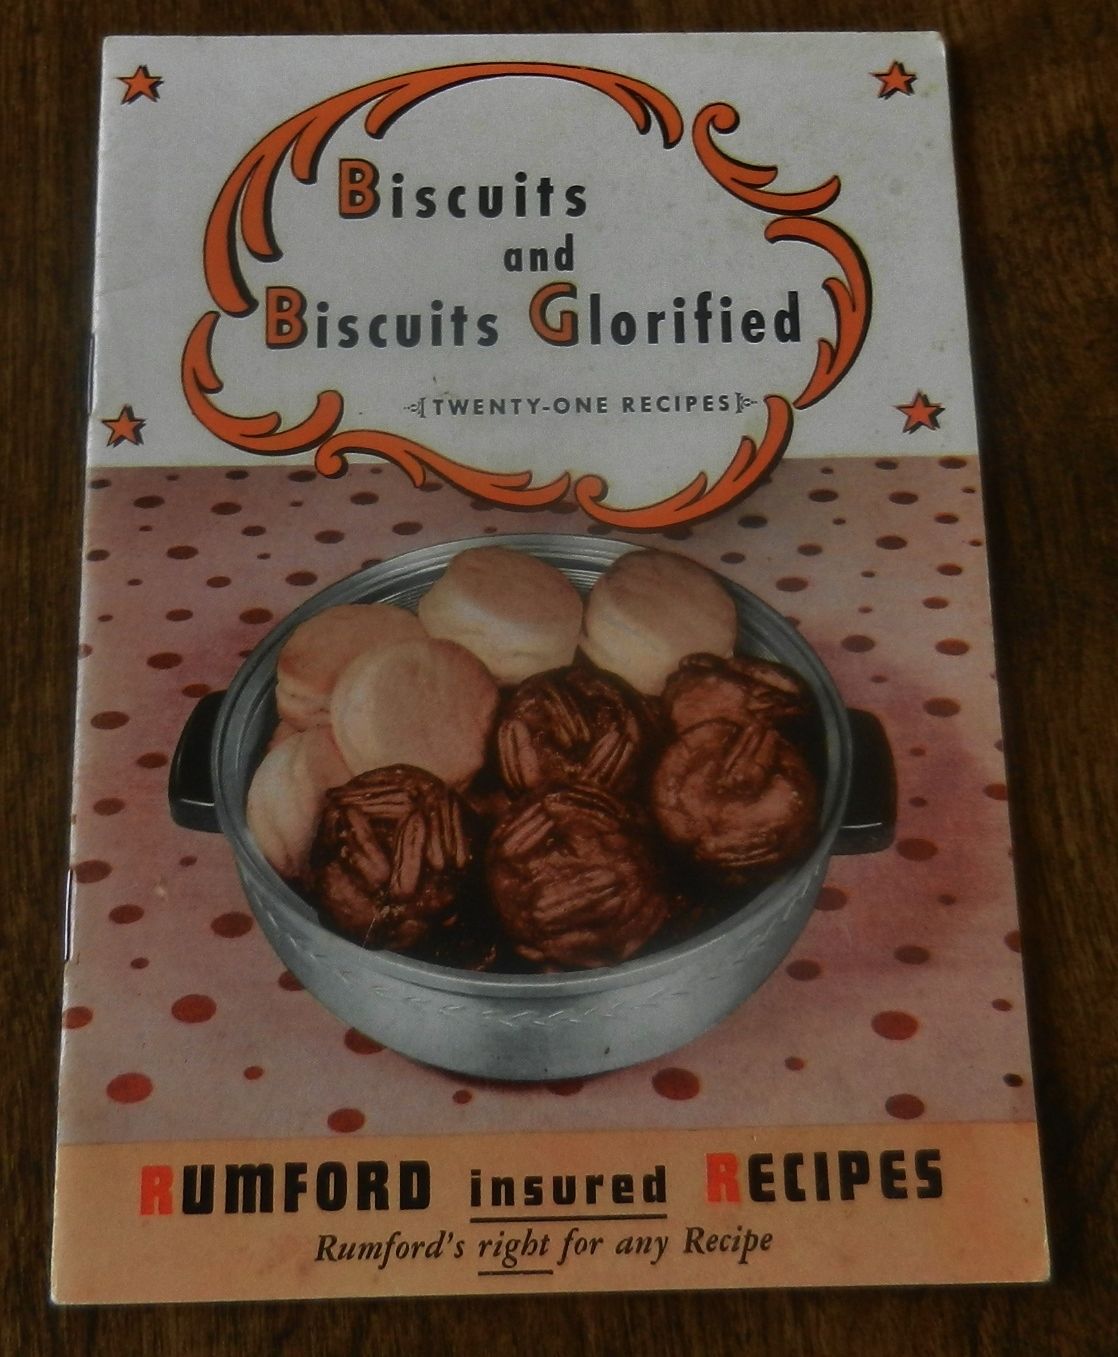 Biscuits
and
Biscuits Glorified
[TWENTY-ONE RECIPES]
RUMFORD insured RECIPES
Rumford's right for any Recipe